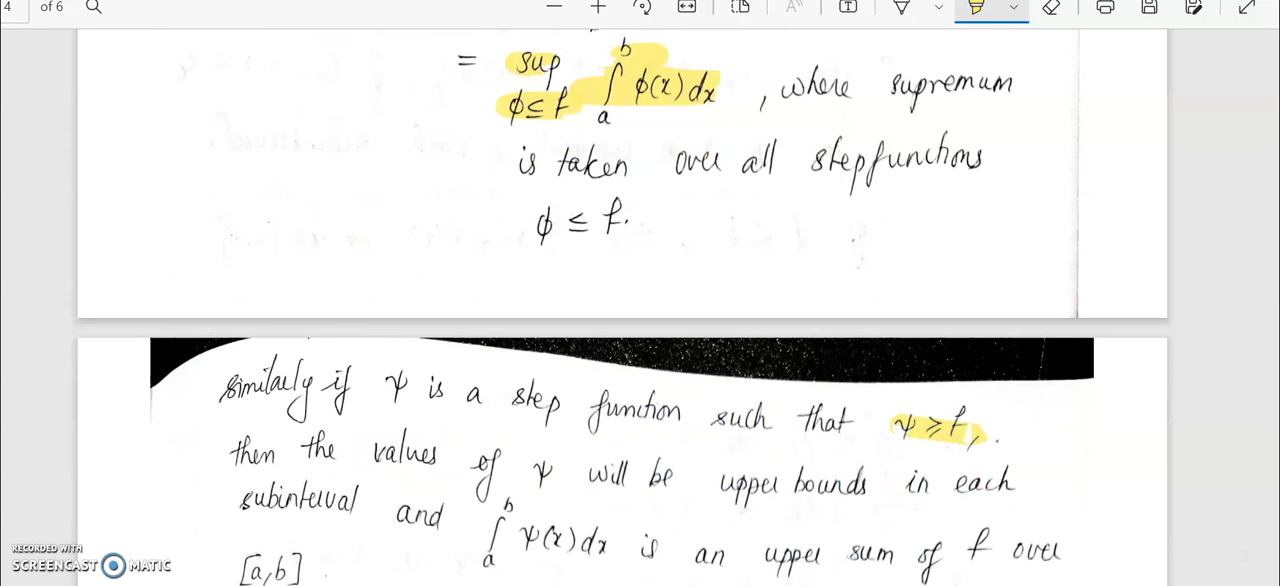 4 of 6
b
= sup ∫ φ(x) dx , where supremum
φ ≤ f a
is taken over all stepfunctions
φ ≤ f.
similarly if ψ is a step function such that ψ ≥ f, .
then the values of ψ will be upper bounds in each
subinterval and ∫ₐᵇ ψ(x) dx is an upper sum of f over
[a,b]
RECORDED WITH
SCREENCAST MATIC